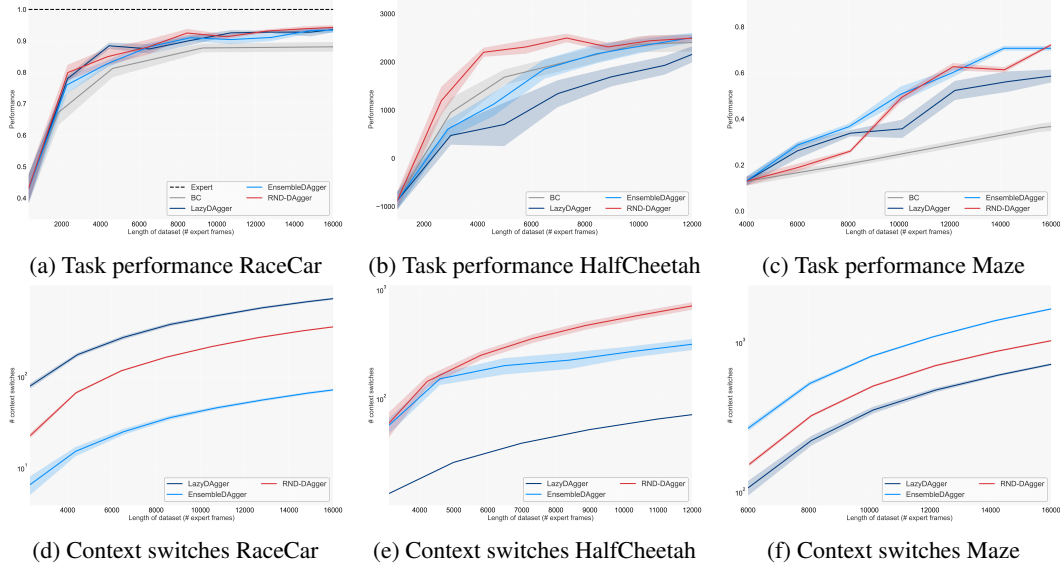 1.0
0.9
0.8
0.7
0.6
0.5
0.4
Performance
2000 4000 6000 8000 10000 12000 14000 16000
Length of dataset (# expert frames)
Expert
BC
LazyDAgger
EnsembleDAgger
RND-DAgger
(a) Task performance RaceCar
3000
2000
1000
0
−1000
Performance
2000 4000 6000 8000 10000 12000
Length of dataset (# expert frames)
BC
LazyDAgger
EnsembleDAgger
RND-DAgger
(b) Task performance HalfCheetah
0.8
0.6
0.4
0.2
0.0
Performance
4000 6000 8000 10000 12000 14000 16000
Length of dataset (# expert frames)
BC
LazyDAgger
EnsembleDAgger
RND-DAgger
(c) Task performance Maze
10²
10¹
# context switches
4000 6000 8000 10000 12000 14000 16000
Length of dataset (# expert frames)
LazyDAgger
EnsembleDAgger
RND-DAgger
(d) Context switches RaceCar
10³
10²
# context switches
4000 5000 6000 7000 8000 9000 10000 11000 12000
Length of dataset (# expert frames)
LazyDAgger
EnsembleDAgger
RND-DAgger
(e) Context switches HalfCheetah
10³
10²
# context switches
6000 8000 10000 12000 14000 16000
Length of dataset (# expert frames)
LazyDAgger
EnsembleDAgger
RND-DAgger
(f) Context switches Maze